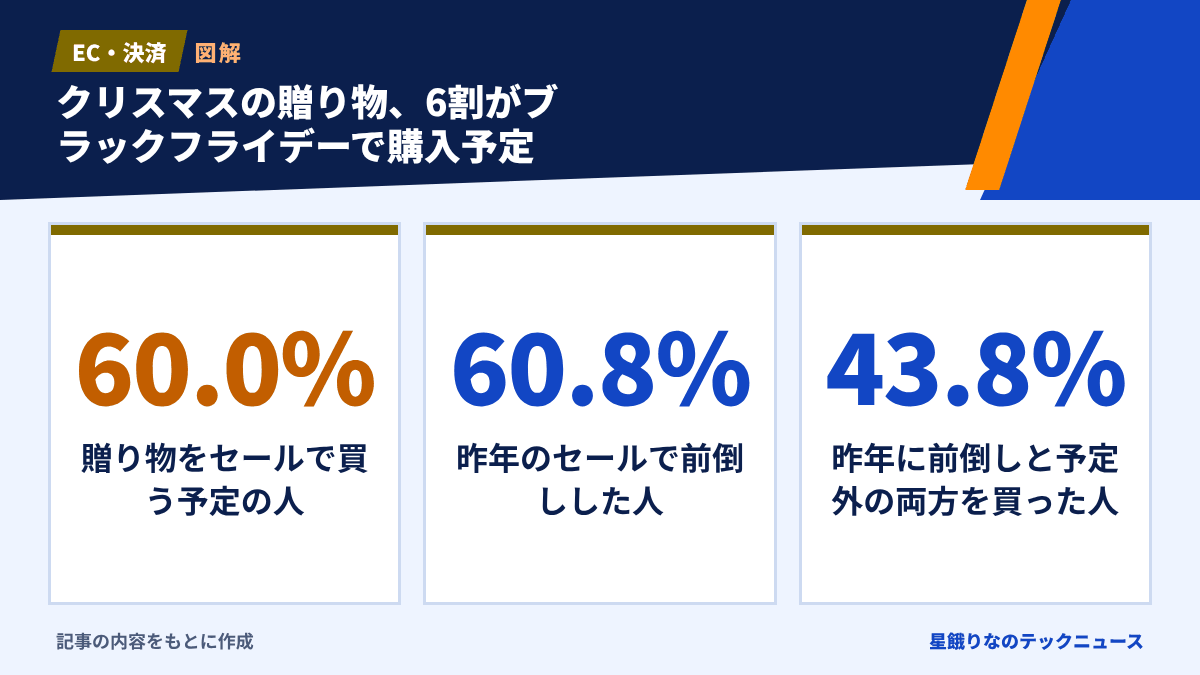 EC・決済 図解
クリスマスの贈り物、6割がブ
ラックフライデーで購入予定
60.0%
贈り物をセールで買
う予定の人
60.8%
昨年のセールで前倒
しした人
43.8%
昨年に前倒しと予定
外の両方を買った人
記事の内容をもとに作成
星餓りなのテックニュース